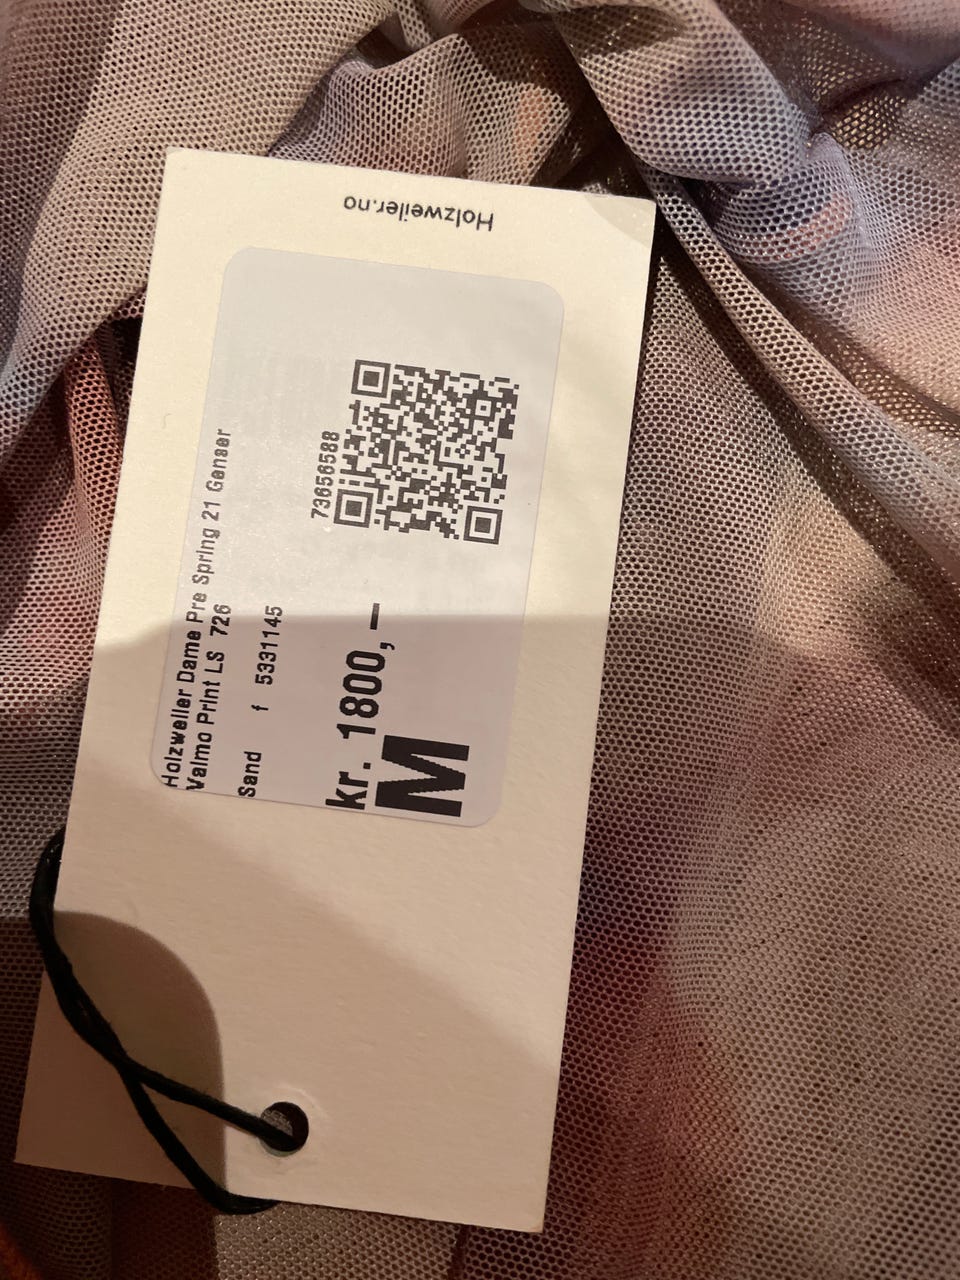 Holzweiler.no
Holzweiler Dame Pre Spring 21 Genser
Valmo Print LS 726
Sand f 5331145
73656588
kr. 1800,–
M